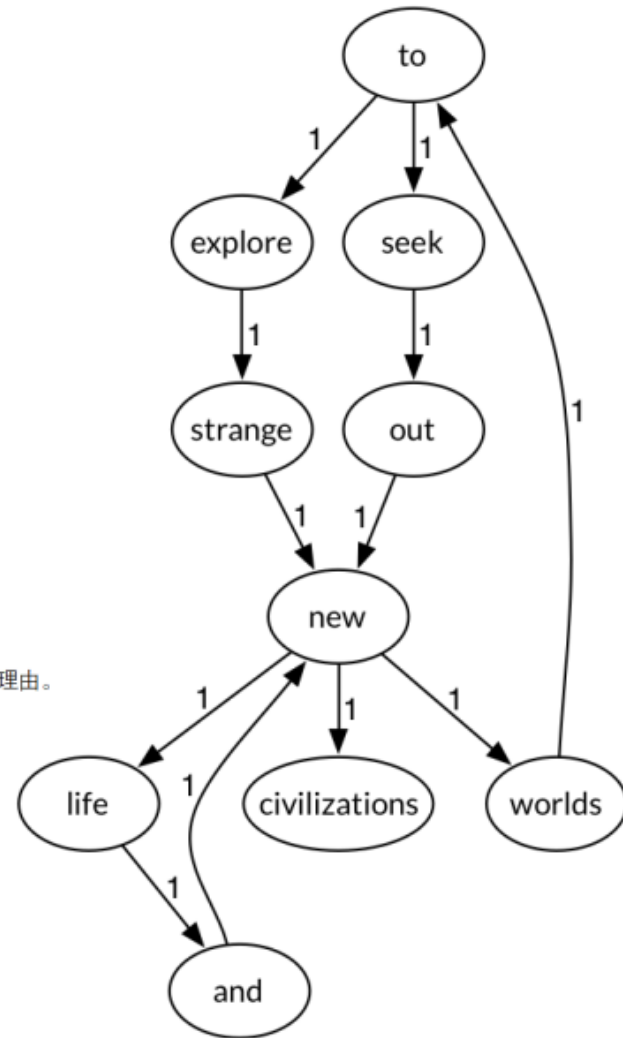 to
1
1
explore
seek
1
1
1
strange
out
1
1
new
理由。
1
1
1
1
life
civilizations
worlds
1
and